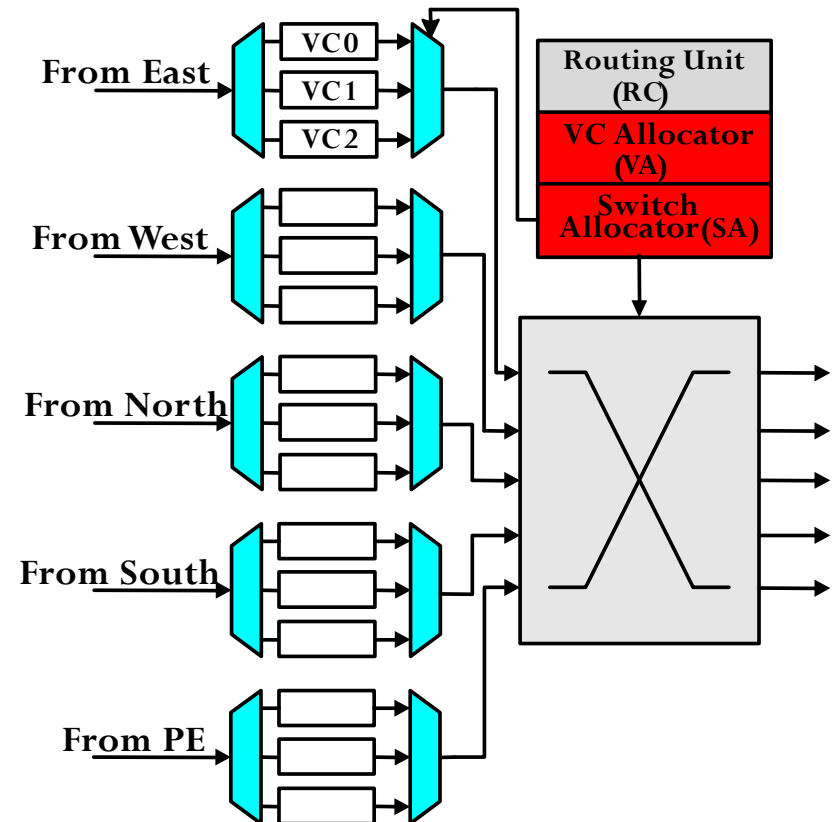 From East
VC0
VC1
VC2
Routing Unit
(RC)
VC Allocator
(VA)
Switch
Allocator(SA)
From West
From North
From South
From PE